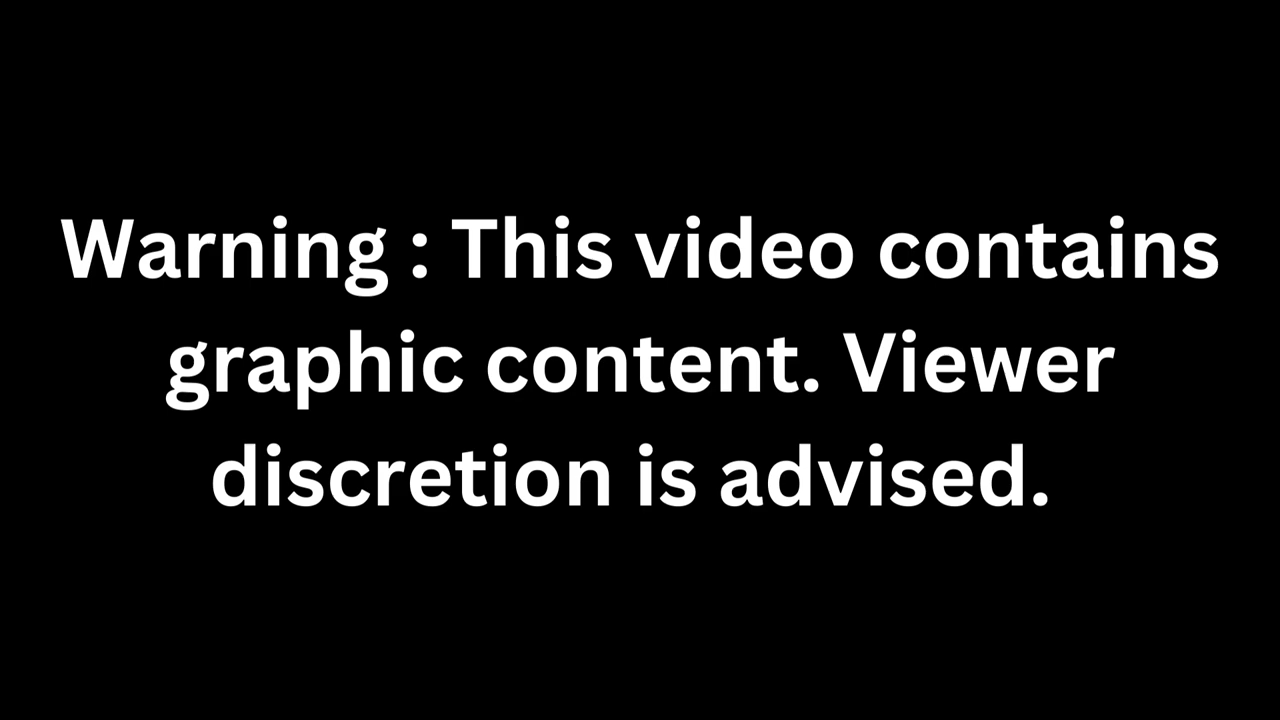 Warning : This video contains
graphic content. Viewer
discretion is advised.